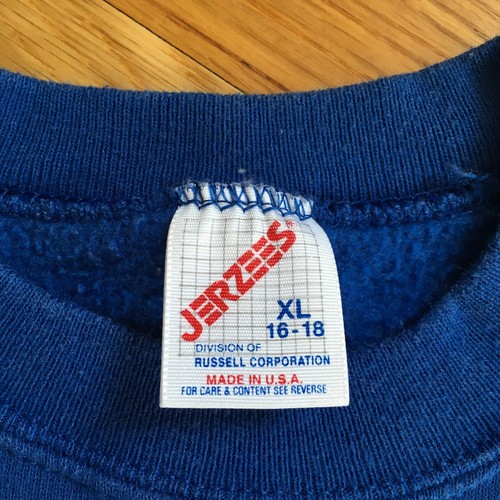 JERZEES
XL
16-18
DIVISION OF
RUSSELL CORPORATION
MADE IN U.S.A.
FOR CARE & CONTENT SEE REVERSE